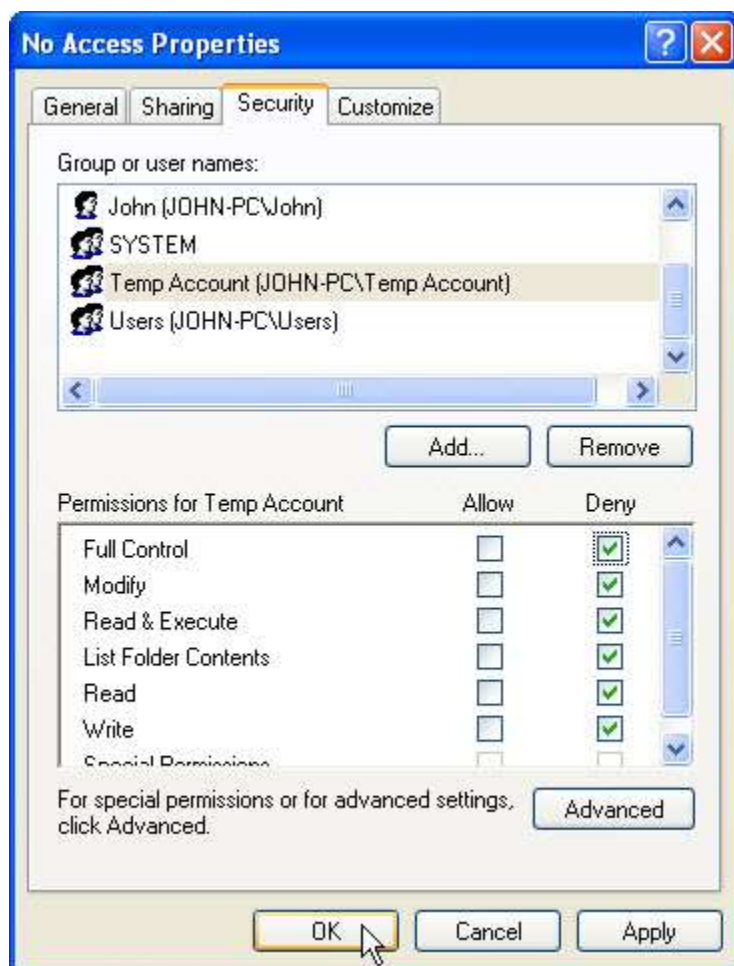 No Access Properties
General Sharing Security Customize
Group or user names:
John (JOHN-PC\John)
SYSTEM
Temp Account (JOHN-PC\Temp Account)
Users (JOHN-PC\Users)
Add... Remove
Permissions for Temp Account Allow Deny
Full Control
Modify
Read & Execute
List Folder Contents
Read
Write
Special Permissions
For special permissions or for advanced settings,
click Advanced.
Advanced
OK Cancel Apply